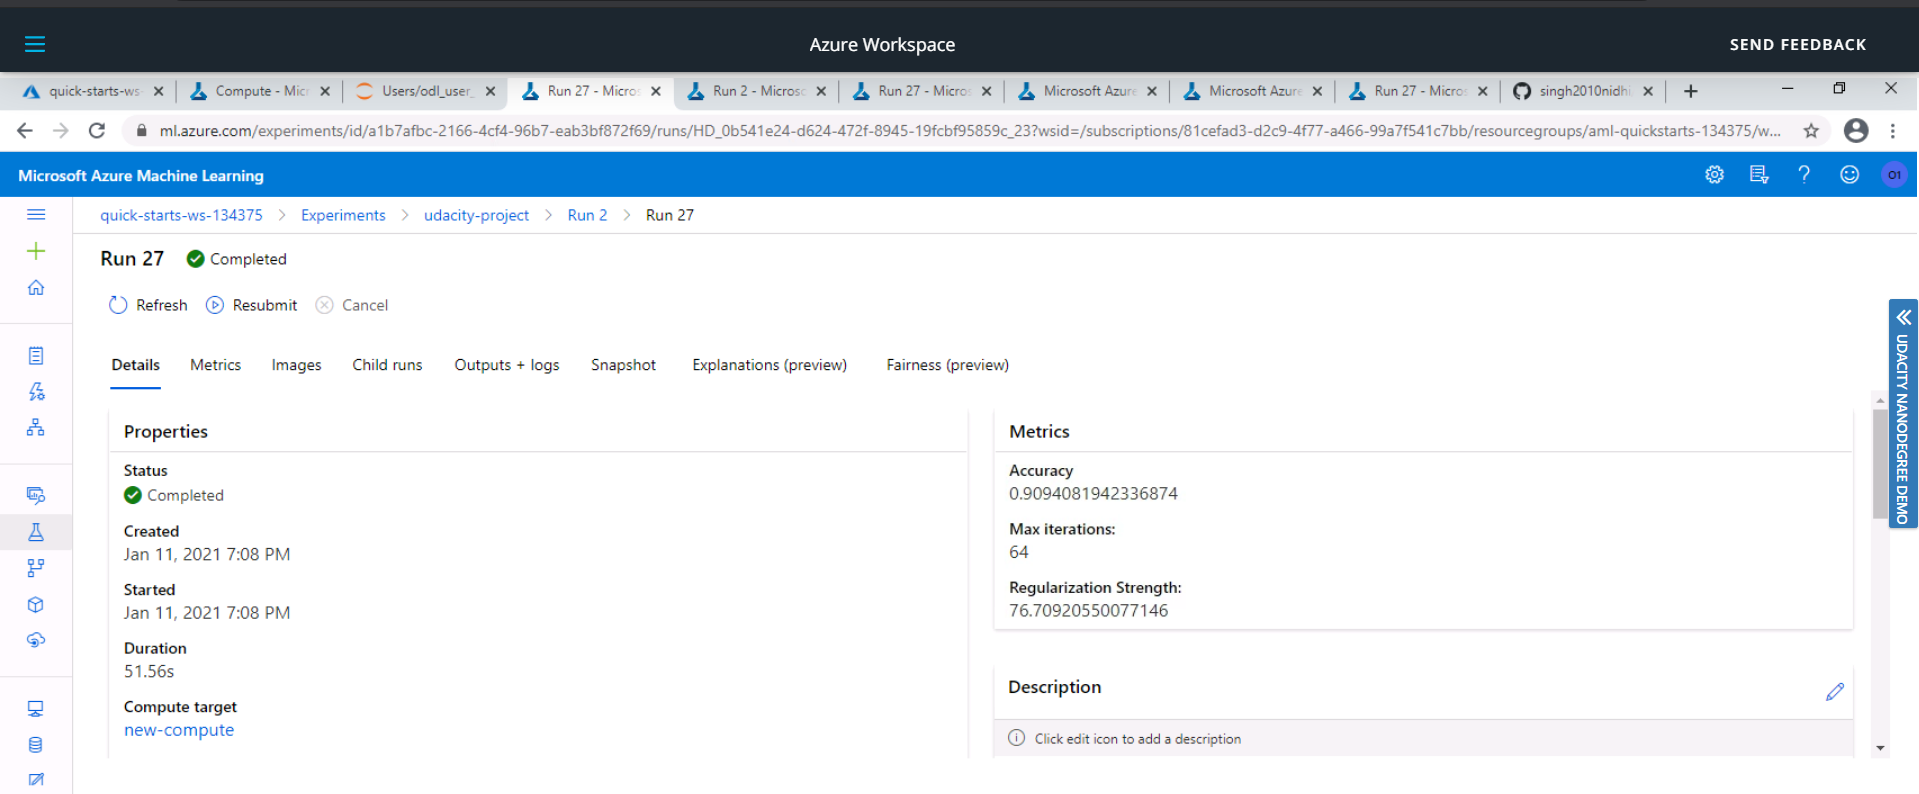 Azure Workspace
SEND FEEDBACK
quick-starts-ws-
Compute - Micr
Users/odl_user_
Run 27 - Micros
Run 2 - Microsc
Run 27 - Micros
Microsoft Azure
Microsoft Azure
Run 27 - Micros
singh2010nidhi
ml.azure.com/experiments/id/a1b7afbc-2166-4cf4-96b7-eab3bf872f69/runs/HD_0b541e24-d624-472f-8945-19fcbf95859c_23?wsid=/subscriptions/81cefad3-d2c9-4f77-a466-99a7f541c7bb/resourcegroups/aml-quickstarts-134375/w...
Microsoft Azure Machine Learning
O1
quick-starts-ws-134375 > Experiments > udacity-project > Run 2 > Run 27
Run 27 Completed
Refresh Resubmit Cancel
Details Metrics Images Child runs Outputs + logs Snapshot Explanations (preview) Fairness (preview)
Properties
Status
Completed
Created
Jan 11, 2021 7:08 PM
Started
Jan 11, 2021 7:08 PM
Duration
51.56s
Compute target
new-compute
Metrics
Accuracy
0.9094081942336874
Max iterations:
64
Regularization Strength:
76.70920550077146
Description
Click edit icon to add a description
UDACITY NANODEGREE DEMO